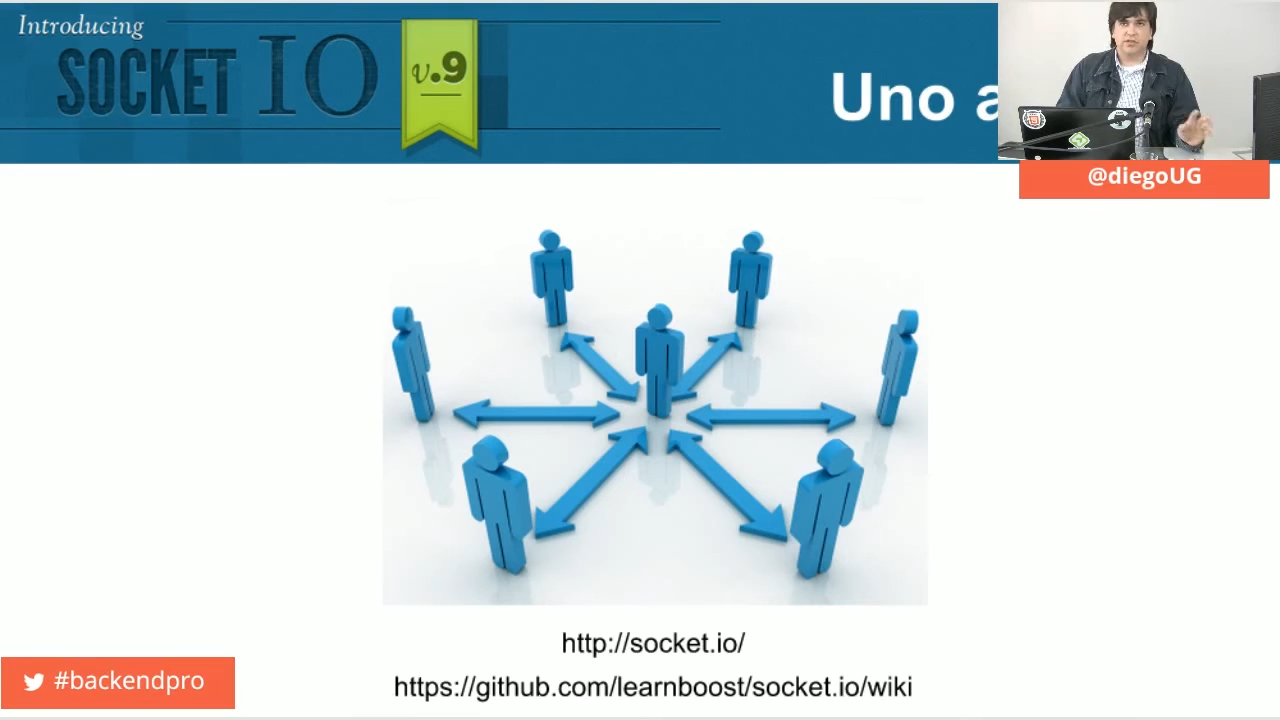 Introducing
SOCKET IO
v.9
Uno a
@diegoUG
http://socket.io/
#backendpro
https://github.com/learnboost/socket.io/wiki